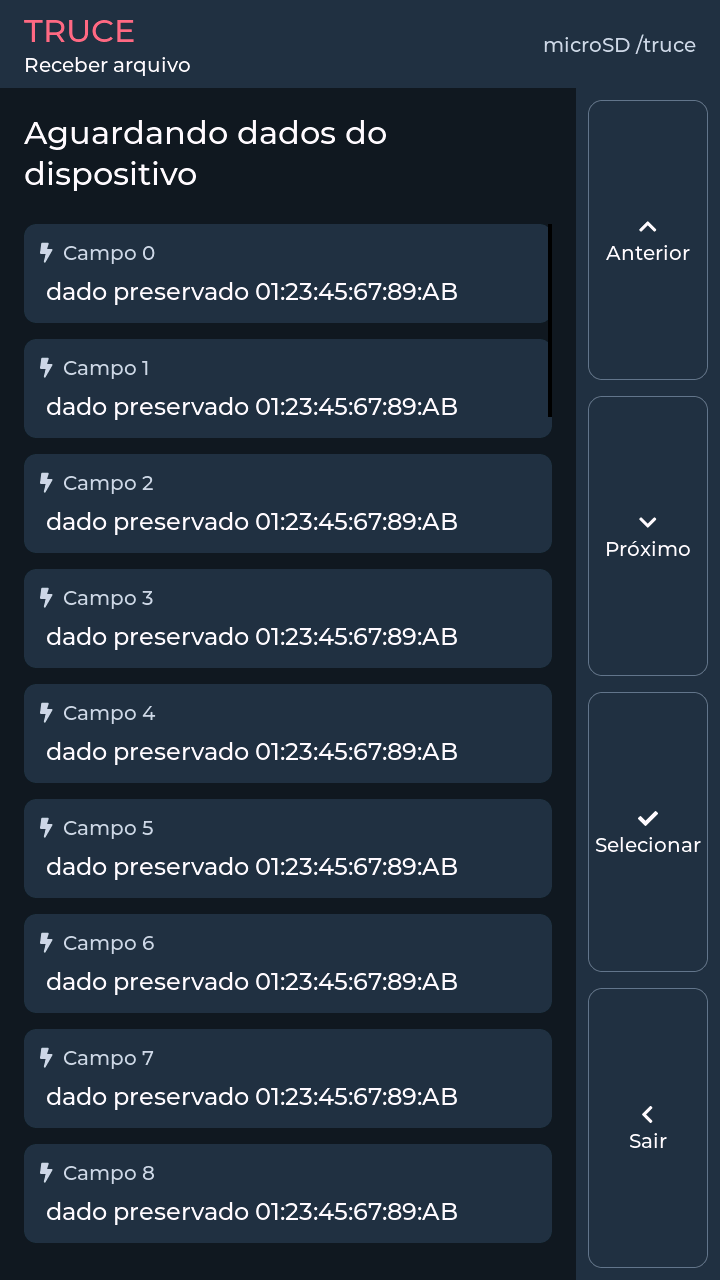 TRUCE
Receber arquivo
microSD /truce
Aguardando dados do
dispositivo
Campo 0
dado preservado 01:23:45:67:89:AB
Campo 1
dado preservado 01:23:45:67:89:AB
Campo 2
dado preservado 01:23:45:67:89:AB
Campo 3
dado preservado 01:23:45:67:89:AB
Campo 4
dado preservado 01:23:45:67:89:AB
Campo 5
dado preservado 01:23:45:67:89:AB
Campo 6
dado preservado 01:23:45:67:89:AB
Campo 7
dado preservado 01:23:45:67:89:AB
Campo 8
dado preservado 01:23:45:67:89:AB
Anterior
Próximo
Selecionar
Sair